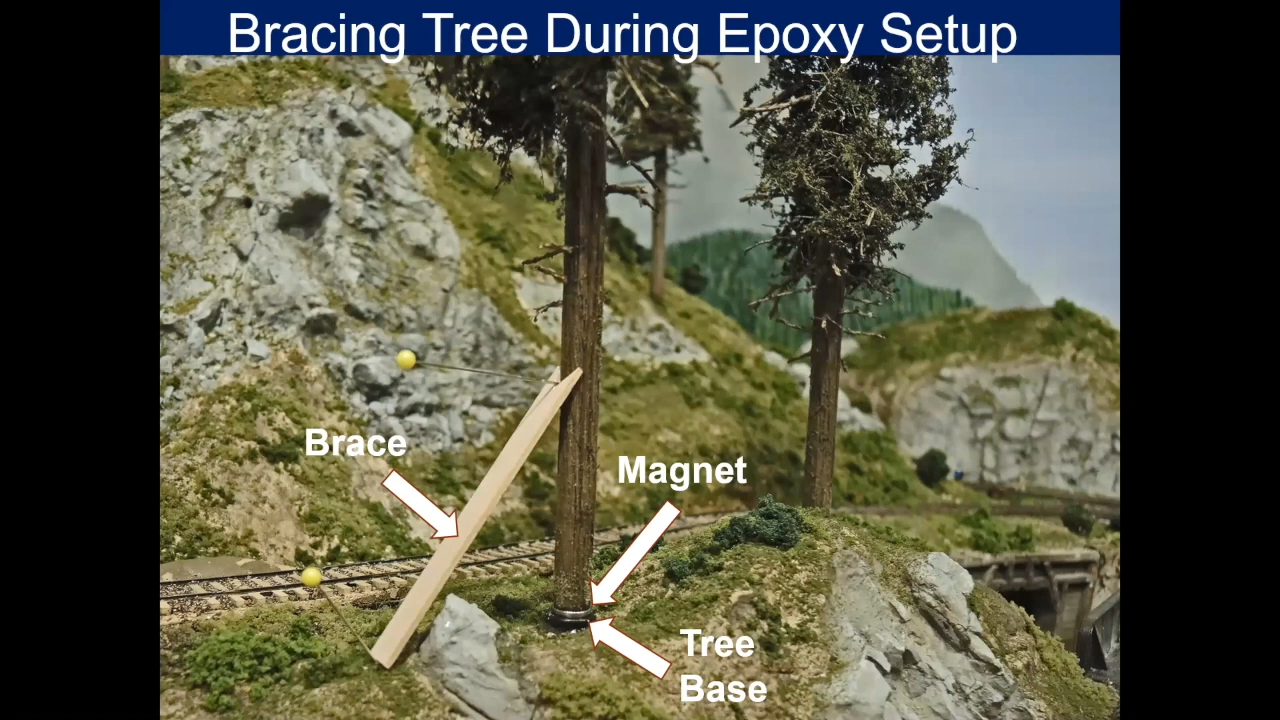 Bracing Tree During Epoxy Setup
Brace
Magnet
Tree
Base